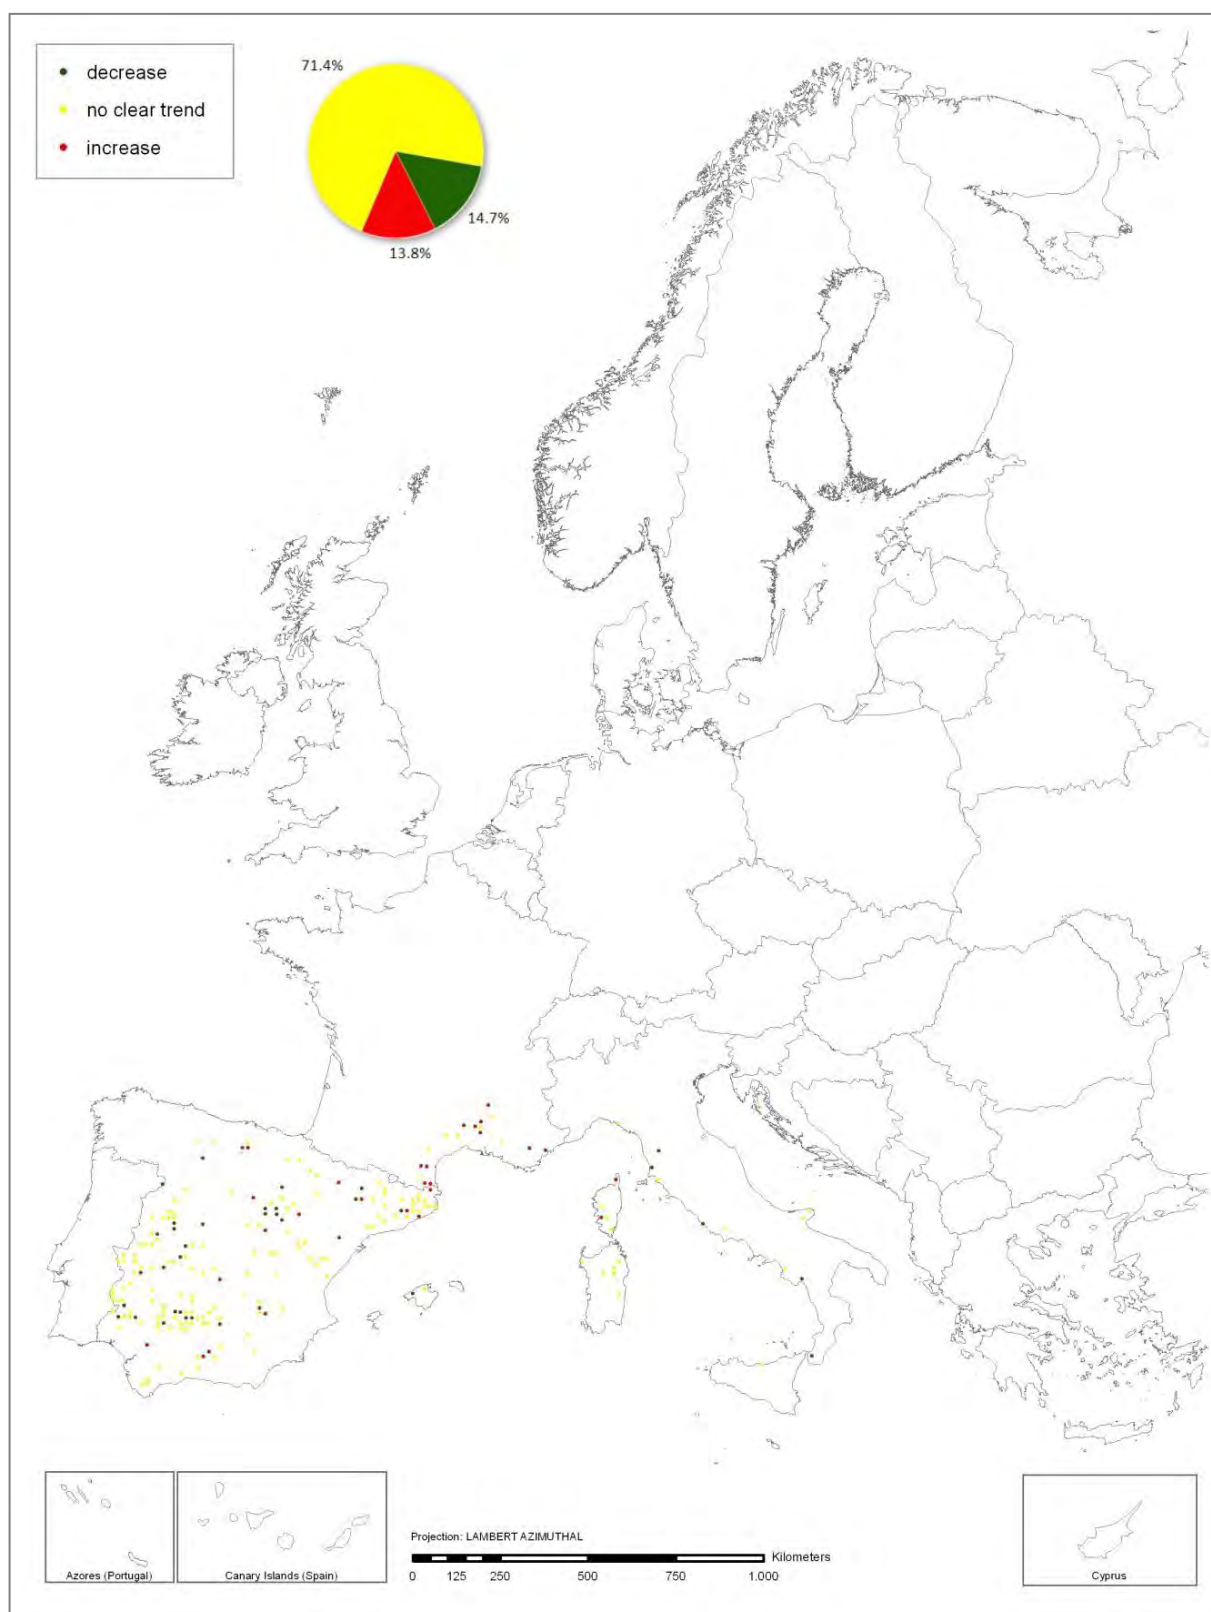 decrease
no clear trend
increase
71.4%
14.7%
13.8%
Azores (Portugal)
Canary Islands (Spain)
Projection: LAMBERT AZIMUTHAL
Kilometers
0 125 250 500 750 1.000
Cyprus